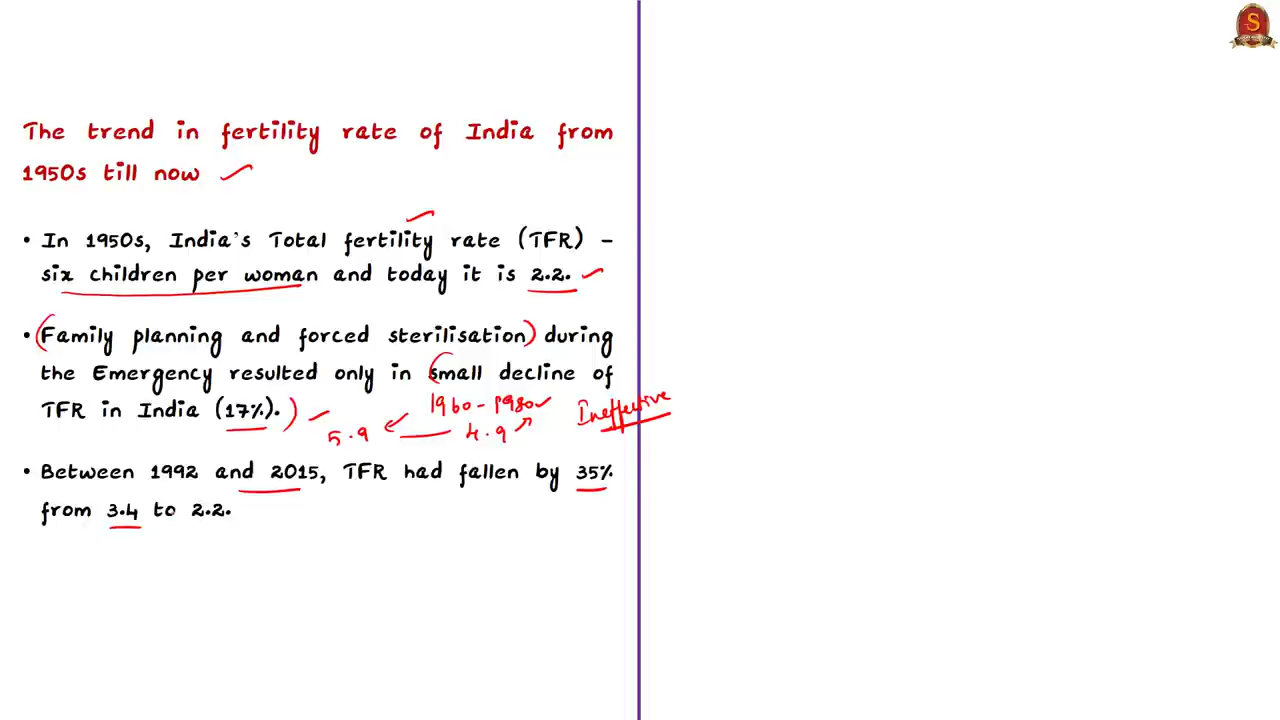 S
The trend in fertility rate of India from
1950s till now
• In 1950s, India's Total fertility rate (TFR) –
six children per woman and today it is 2.2.
• (Family planning and forced sterilisation) during
the Emergency resulted only in (small decline of
TFR in India (17%).)
1960-1980
Ineffective
5.9 — 4.9
• Between 1992 and 2015, TFR had fallen by 35%
from 3.4 to 2.2.